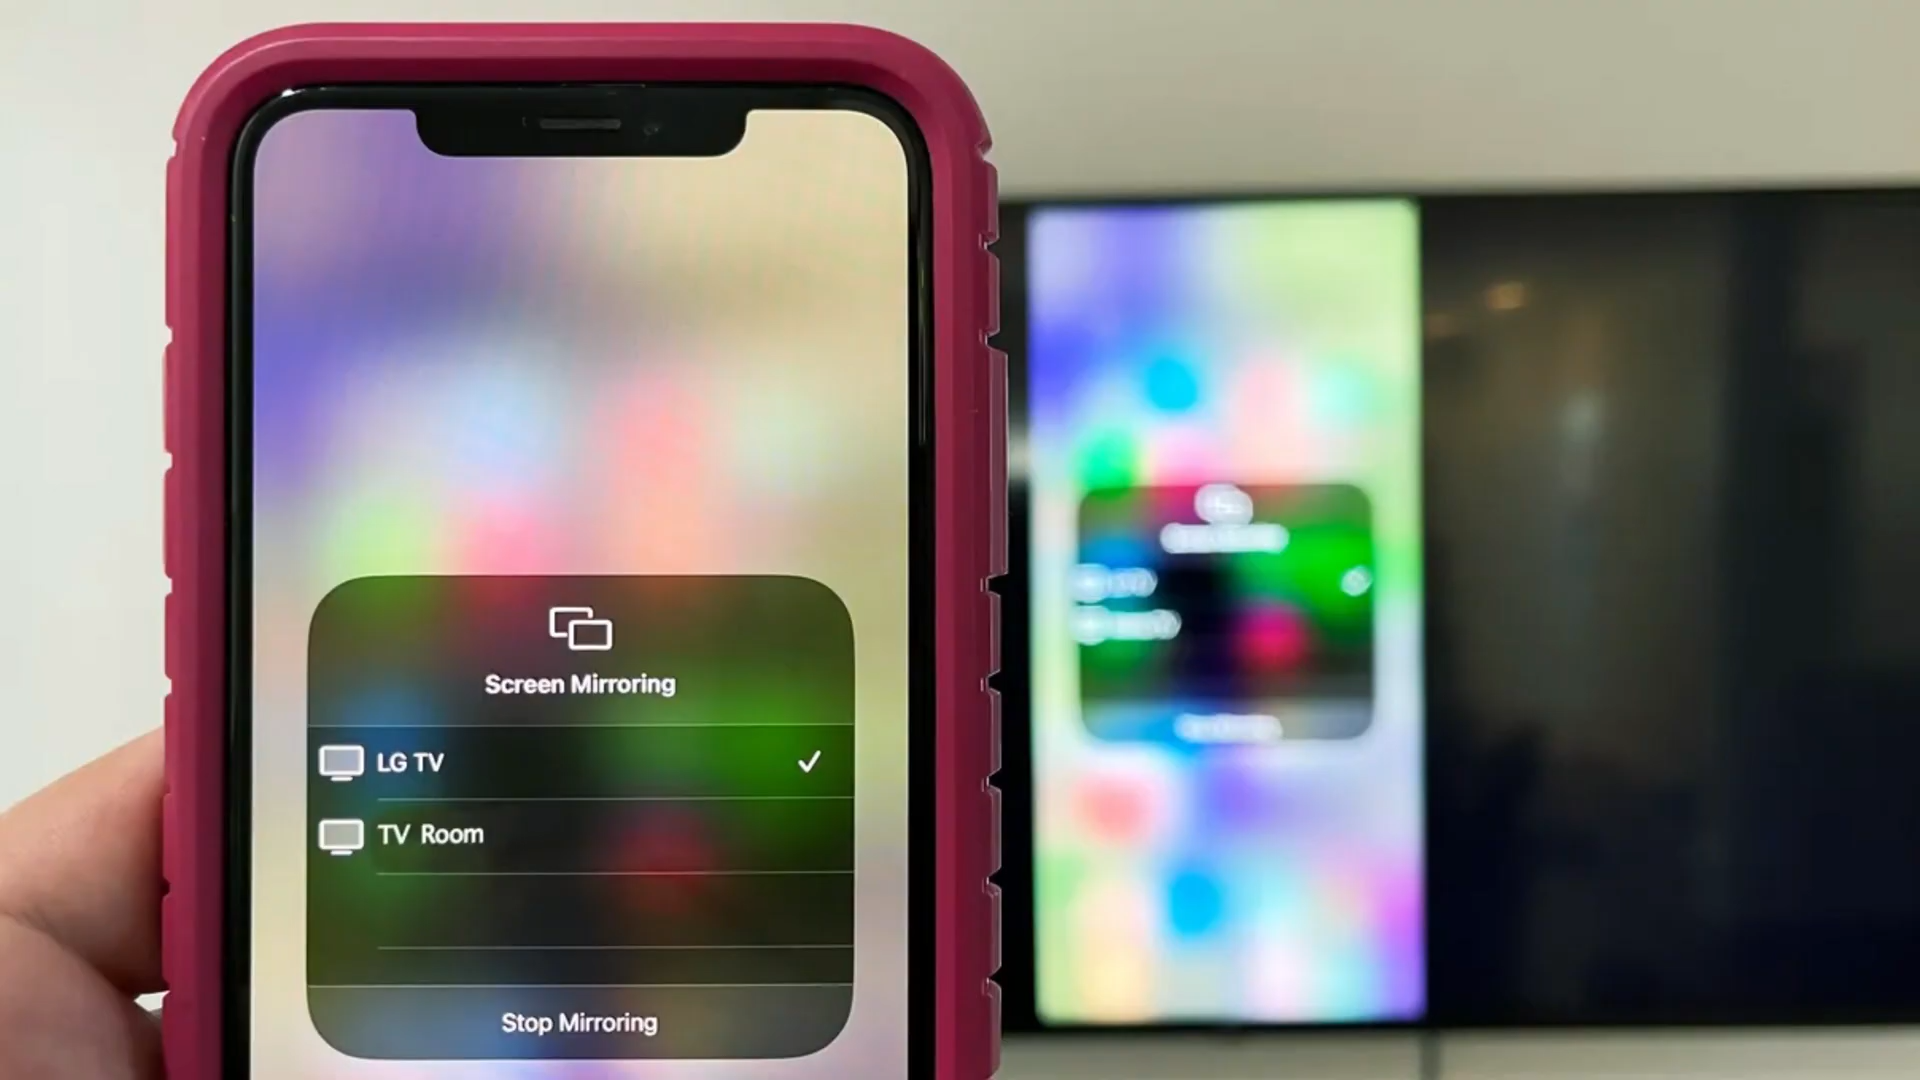 Screen Mirroring
LG TV
TV Room
Stop Mirroring